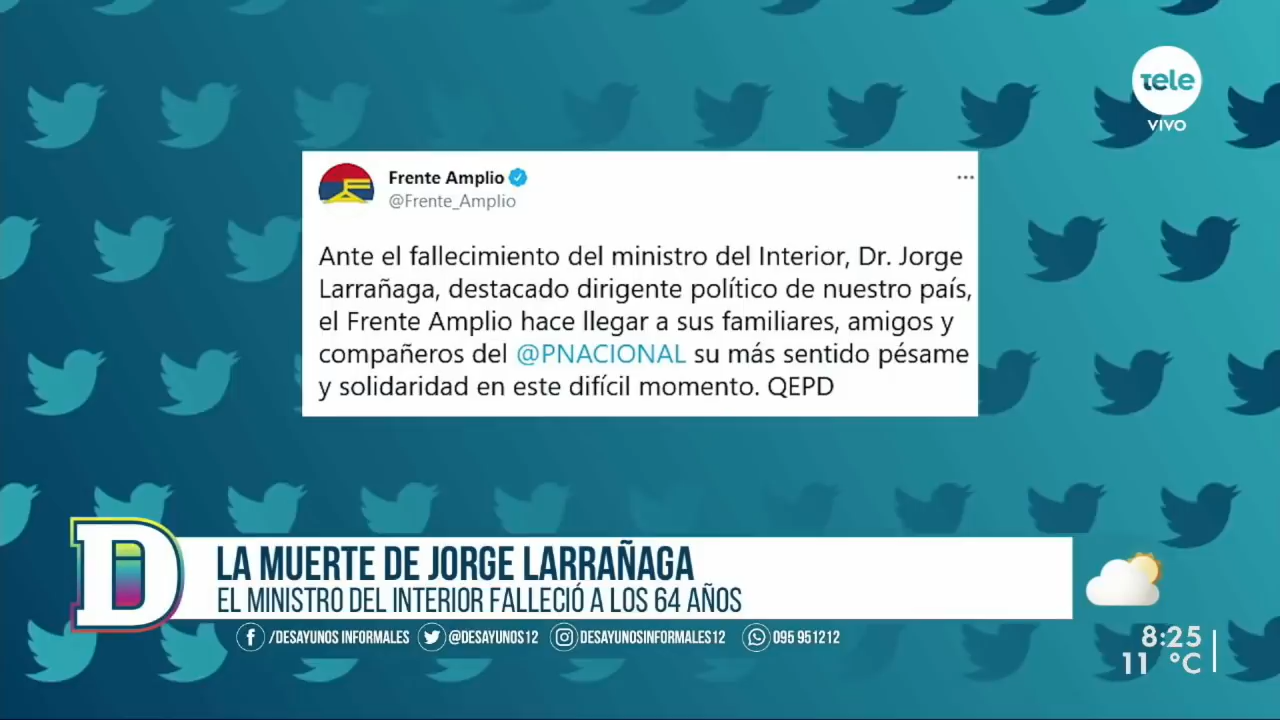 tele
VIVO
Frente Amplio
@Frente_Amplio
Ante el fallecimiento del ministro del Interior, Dr. Jorge
Larrañaga, destacado dirigente político de nuestro país,
el Frente Amplio hace llegar a sus familiares, amigos y
compañeros del @PNACIONAL su más sentido pésame
y solidaridad en este difícil momento. QEPD
Di
LA MUERTE DE JORGE LARRAÑAGA
EL MINISTRO DEL INTERIOR FALLECIÓ A LOS 64 AÑOS
/DESAYUNOS INFORMALES @DESAYUNOS12 DESAYUNOSINFORMALES12 095 951212
8:25
11 °C